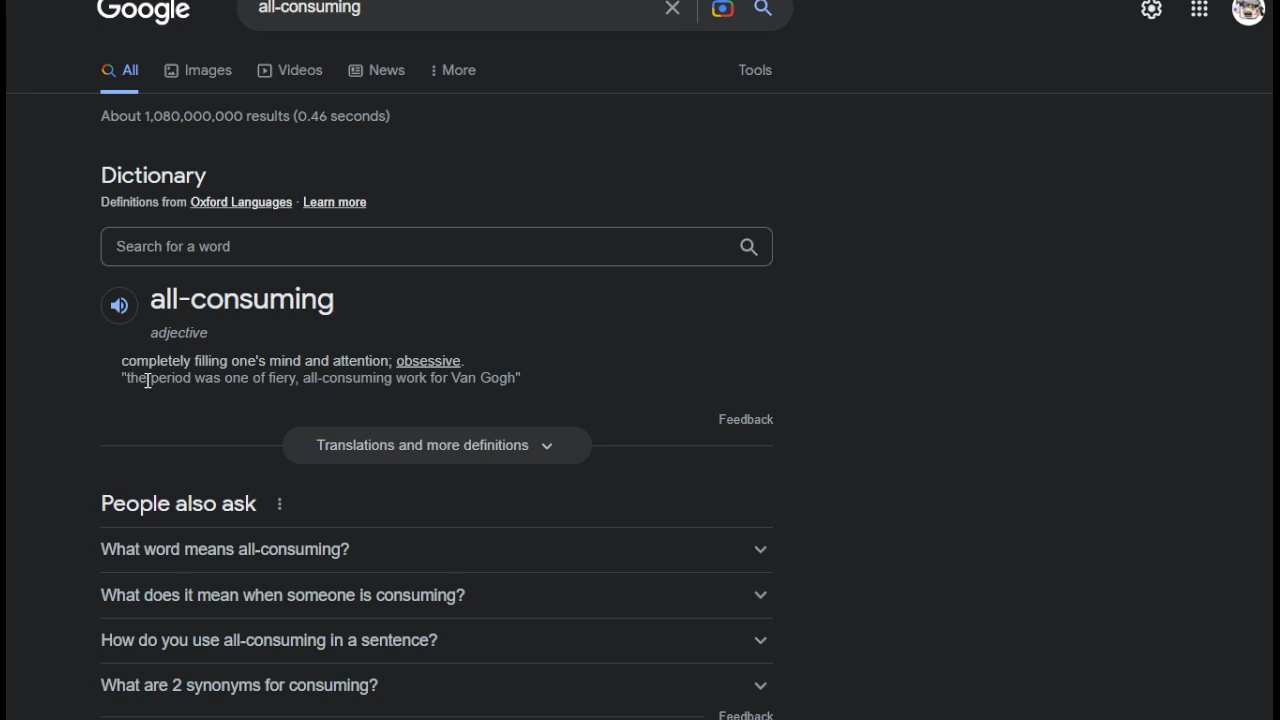 Google
all-consuming
All Images Videos News More Tools
About 1,080,000,000 results (0.46 seconds)
Dictionary
Definitions from Oxford Languages · Learn more
Search for a word
all-consuming
adjective
completely filling one's mind and attention; obsessive.
"the period was one of fiery, all-consuming work for Van Gogh"
Feedback
Translations and more definitions
People also ask
What word means all-consuming?
What does it mean when someone is consuming?
How do you use all-consuming in a sentence?
What are 2 synonyms for consuming?
Feedback